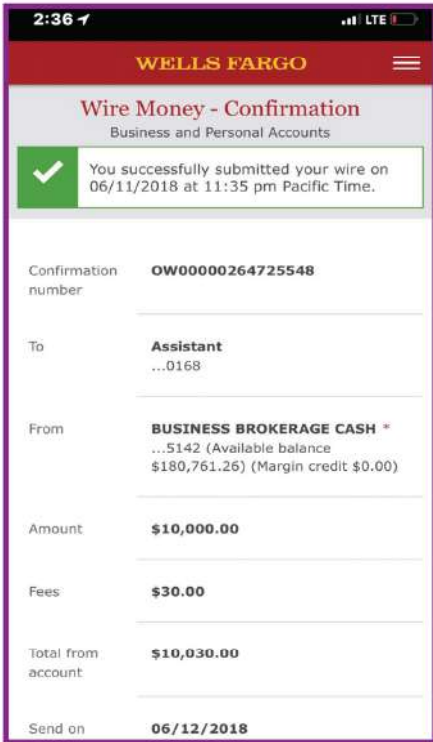 2:36 LTE
WELLS FARGO
Wire Money - Confirmation
Business and Personal Accounts
You successfully submitted your wire on
06/11/2018 at 11:35 pm Pacific Time.
Confirmation
number
OW00000264725548
To
Assistant
...0168
From
BUSINESS BROKERAGE CASH *
...5142 (Available balance
$180,761.26) (Margin credit $0.00)
Amount
$10,000.00
Fees
$30.00
Total from
account
$10,030.00
Send on
06/12/2018